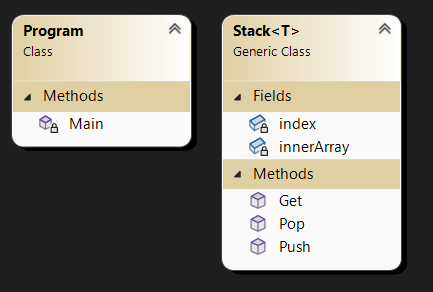 Program
Class
Methods
Main
Stack<T>
Generic Class
Fields
index
innerArray
Methods
Get
Pop
Push